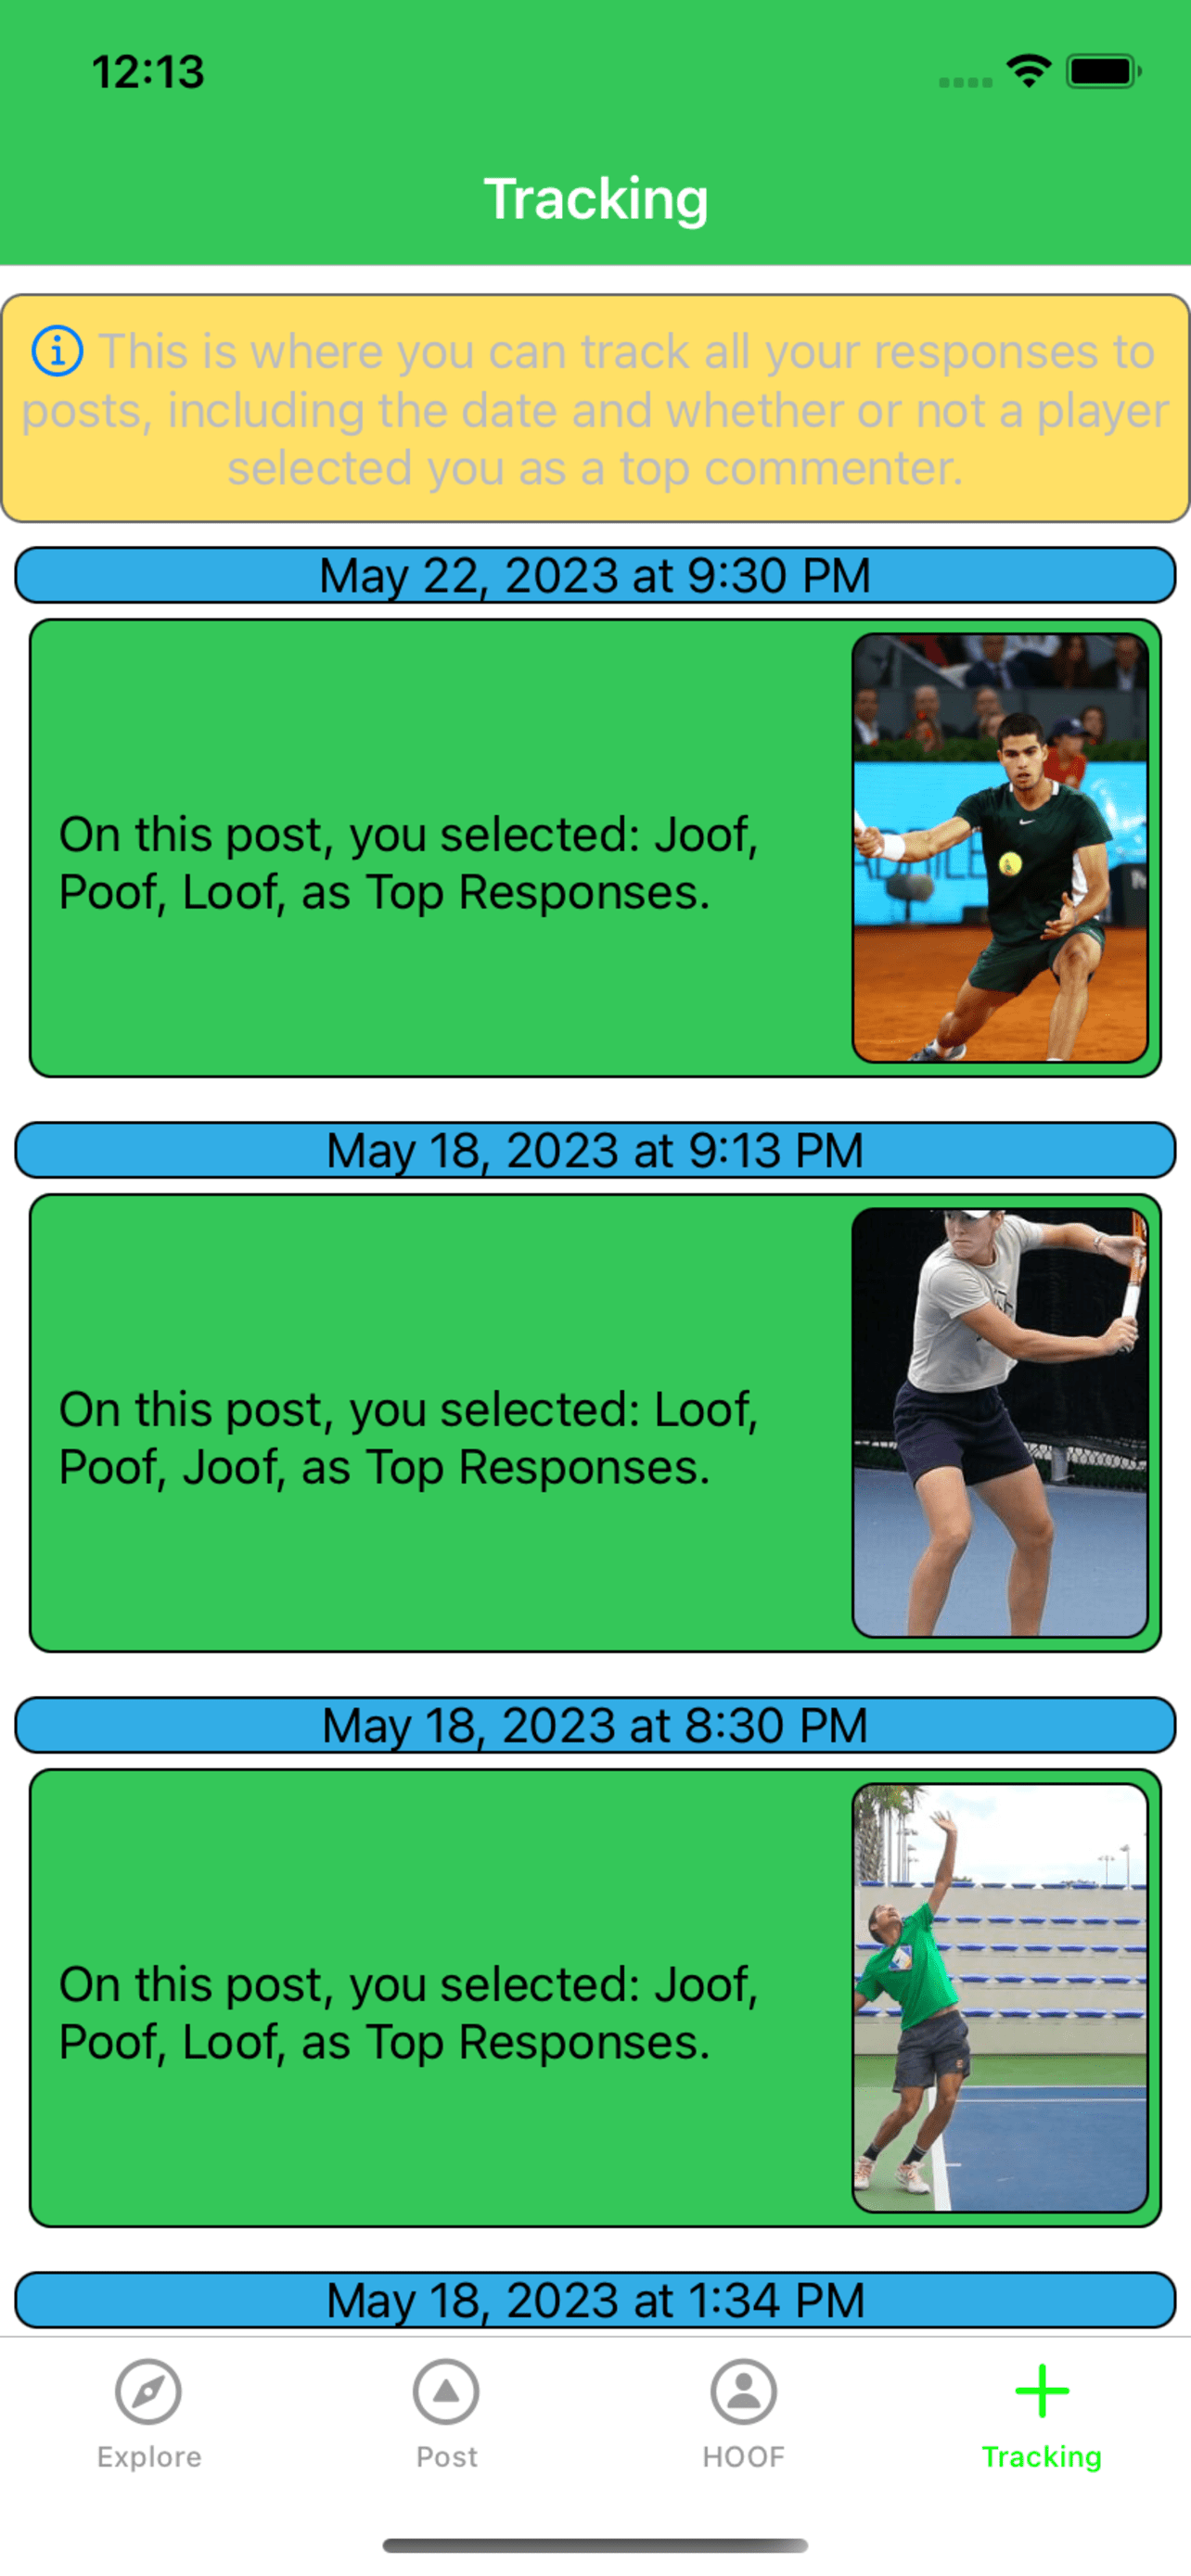 12:13
Tracking
This is where you can track all your responses to
posts, including the date and whether or not a player
selected you as a top commenter.
May 22, 2023 at 9:30 PM
On this post, you selected: Joof,
Poof, Loof, as Top Responses.
May 18, 2023 at 9:13 PM
On this post, you selected: Loof,
Poof, Joof, as Top Responses.
May 18, 2023 at 8:30 PM
On this post, you selected: Joof,
Poof, Loof, as Top Responses.
May 18, 2023 at 1:34 PM
Explore
Post
HOOF
Tracking